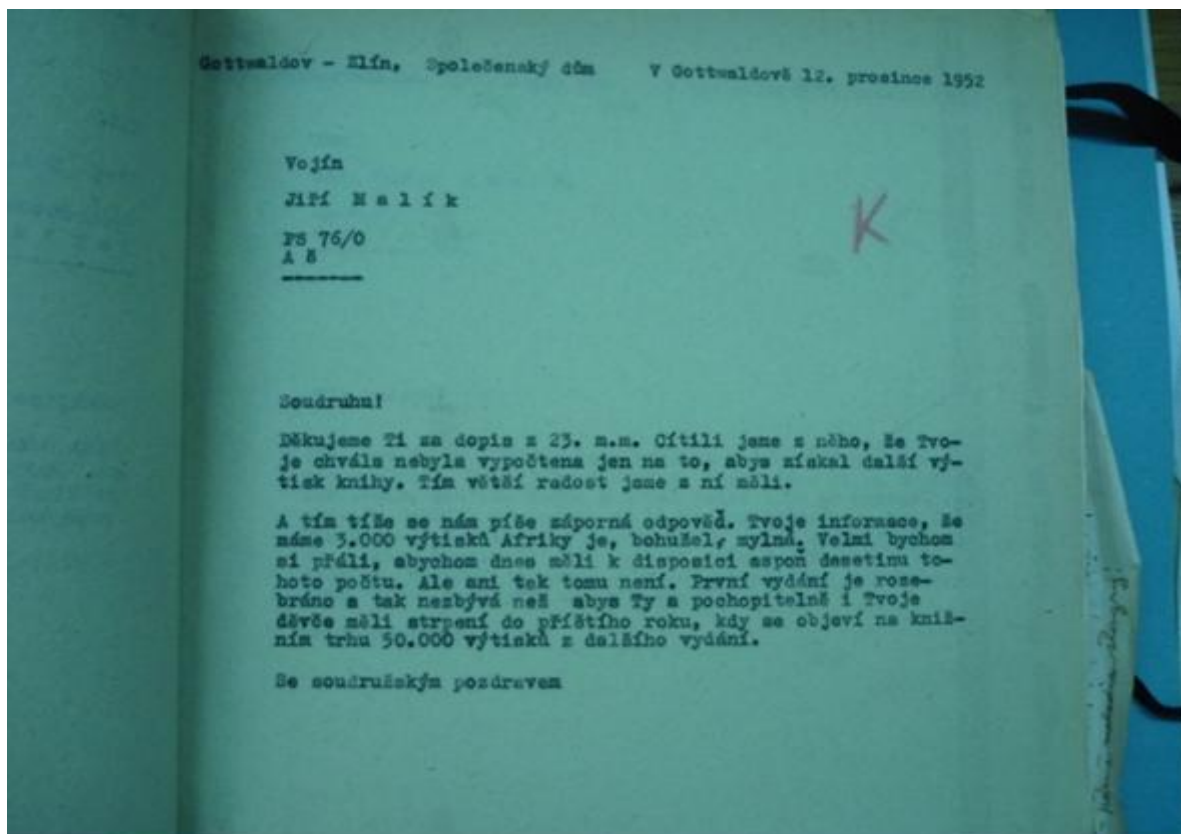 Gottwaldov - Zlín, Společenský dům V Gottwaldově 12. prosince 1952
Vojín
Jiří M a l í k
PS 76/O
A š
K
Soudruhu!
Děkujeme Ti za dopis z 23. m.m. Cítili jsme z něho, že Tvo-
je chvála nebyla vypočtena jen na to, abys získal další vý-
tisk knihy. Tím větší radost jsme z ní měli.
A tím tíže se nám píše záporná odpověď. Tvoje informace, že
máme 3.000 výtisků Afriky je, bohužel, mylná. Velmi bychom
si přáli, abychom dnes měli k disposici aspoň desetinu to-
hoto počtu. Ale ani tak tomu není. První vydání je roze-
bráno a tak nezbývá než abys Ty a pochopitelně i Tvoje
děvče měli strpení do příštího roku, kdy se objeví na kniž-
ním trhu 50.000 výtisků z dalšího vydání.
Se soudružským pozdravem